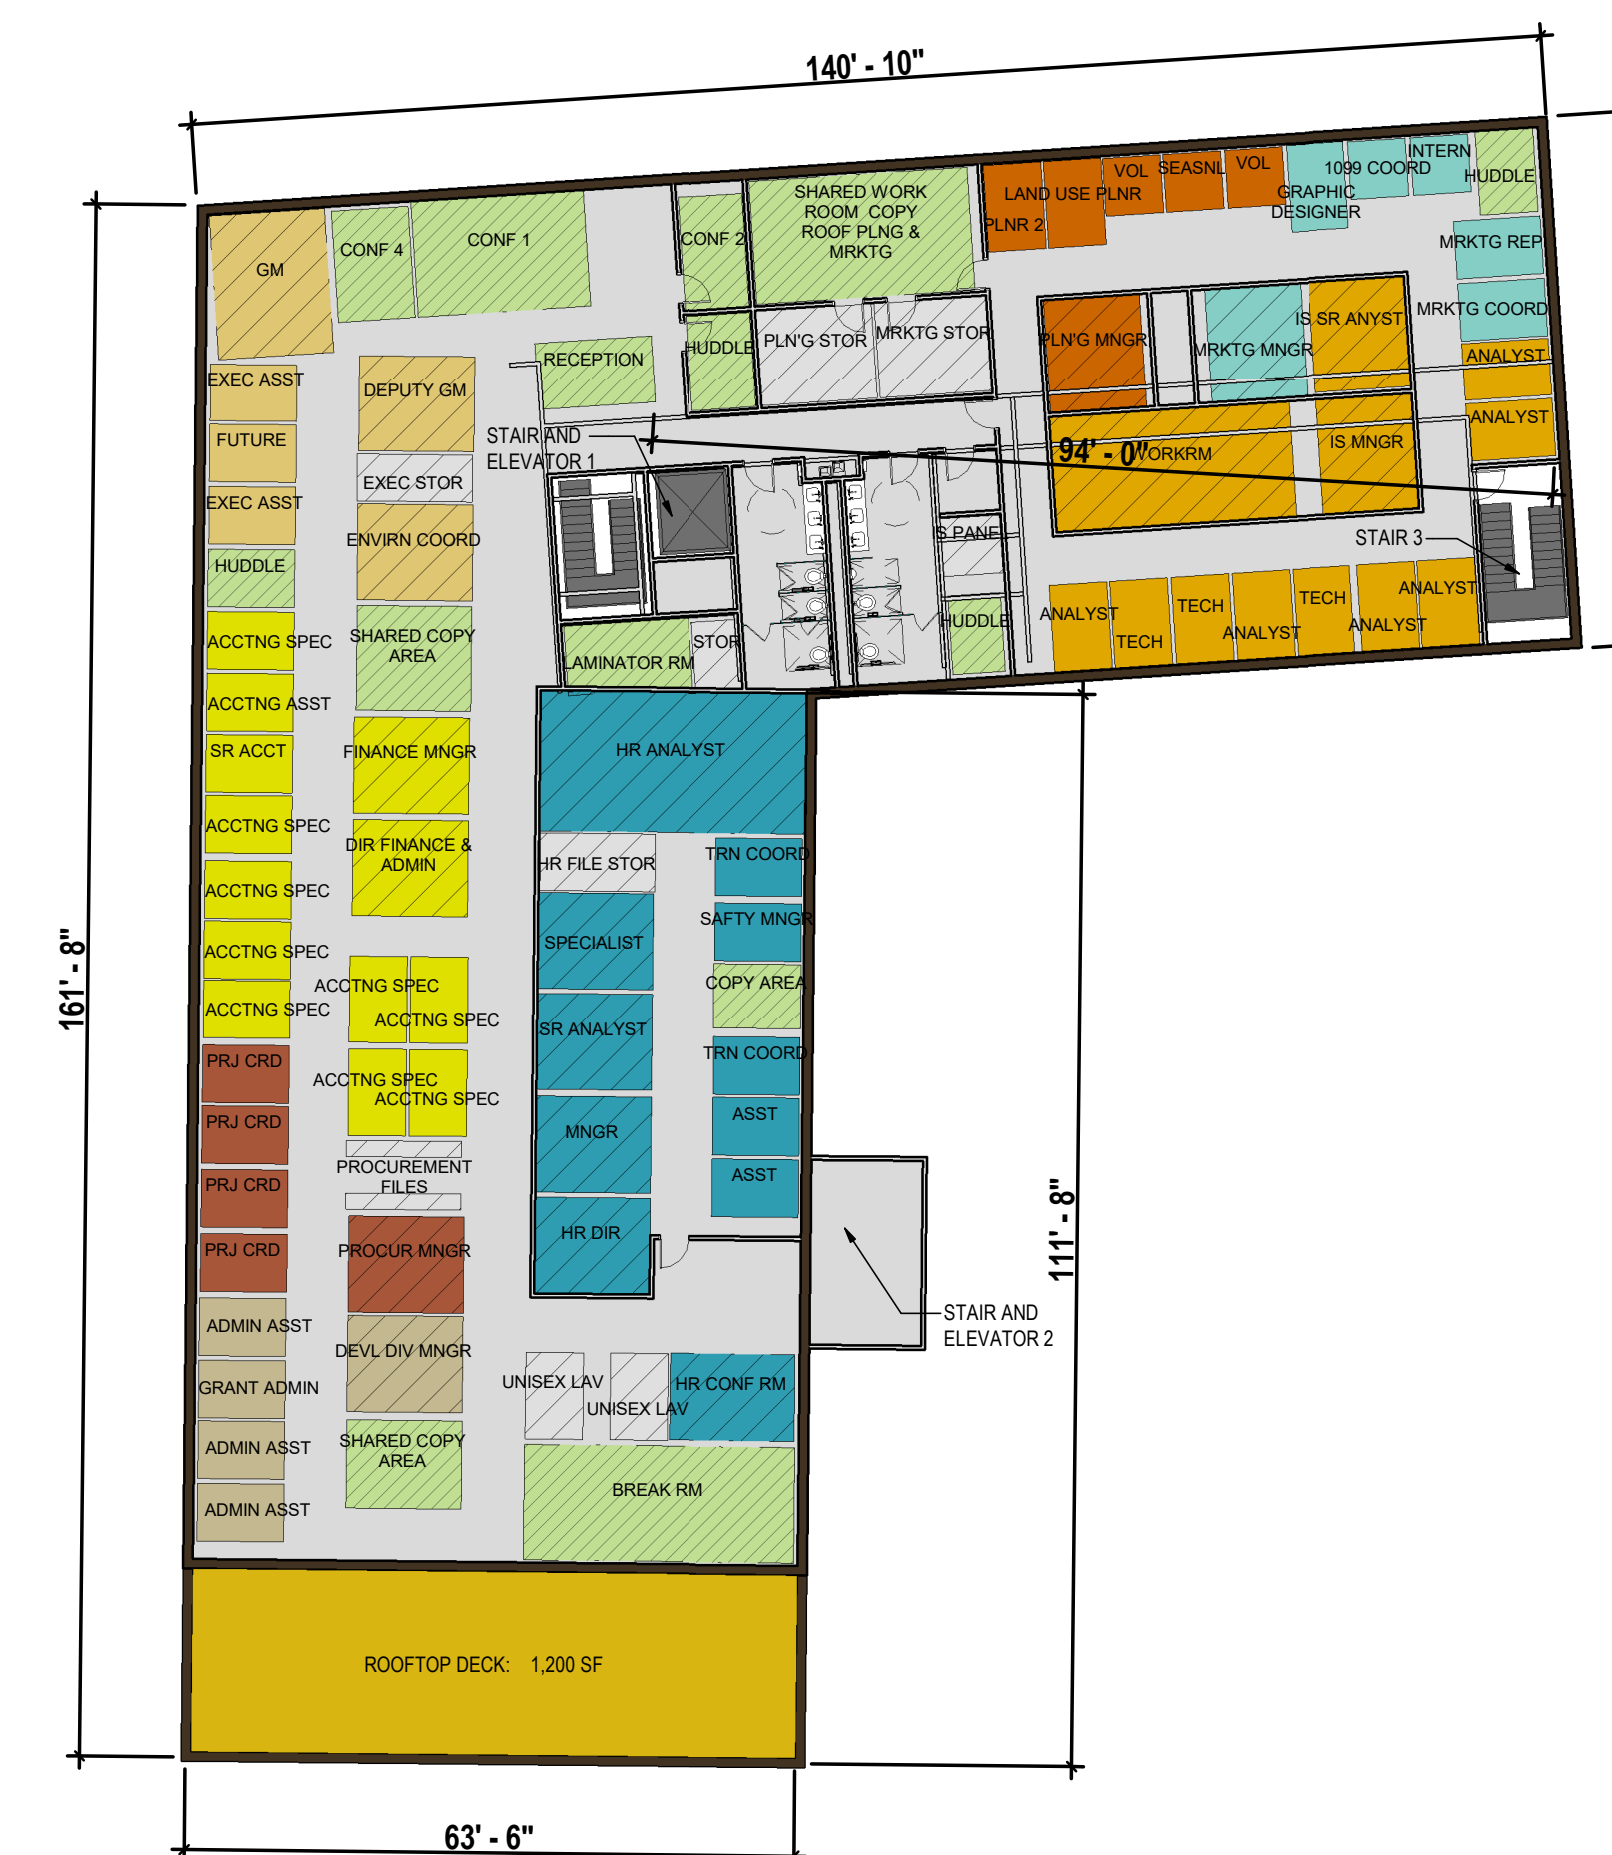 140' - 10"
SHARED WORK
ROOM COPY
ROOF PLNG &
MRKTG
VOL
SEASNL
VOL
LAND USE PLNR
PLNR 2
1099 COORD
INTERN
GRAPHIC
DESIGNER
HUDDLE
GM
CONF 4
CONF 1
CONF 2
MRKTG REP
MRKTG COORD
RECEPTION
HUDDLE
PLN'G STOR
MRKTG STOR
PLN'G MNGR
MRKTG MNGR
IS SR ANYST
ANALYST
ANALYST
EXEC ASST
DEPUTY GM
FUTURE
STAIR AND
ELEVATOR 1
94' - 0"
WORKRM
IS MNGR
EXEC STOR
EXEC ASST
ENVIRN COORD
S PANEL
STAIR 3
HUDDLE
ACCTNG SPEC
SHARED COPY
AREA
LAMINATOR RM
STOR
HUDDLE
ANALYST
TECH
TECH
ANALYST
TECH
ANALYST
ANALYST
ACCTNG ASST
SR ACCT
FINANCE MNGR
HR ANALYST
ACCTNG SPEC
DIR FINANCE &
ADMIN
HR FILE STOR
TRN COORD
ACCTNG SPEC
SPECIALIST
SAFTY MNGR
ACCTNG SPEC
ACCTNG SPEC
ACCTNG SPEC
COPY AREA
ACCTNG SPEC
ACCTNG SPEC
SR ANALYST
TRN COORD
161' - 8"
PRJ CRD
ACCTNG SPEC
PRJ CRD
MNGR
ASST
PROCUREMENT
FILES
PRJ CRD
ASST
111' - 8"
PRJ CRD
PROCUR MNGR
HR DIR
STAIR AND
ELEVATOR 2
ADMIN ASST
DEVL DIV MNGR
GRANT ADMIN
UNISEX LAV
UNISEX LAV
HR CONF RM
ADMIN ASST
SHARED COPY
AREA
BREAK RM
ADMIN ASST
ROOFTOP DECK: 1,200 SF
63' - 6"